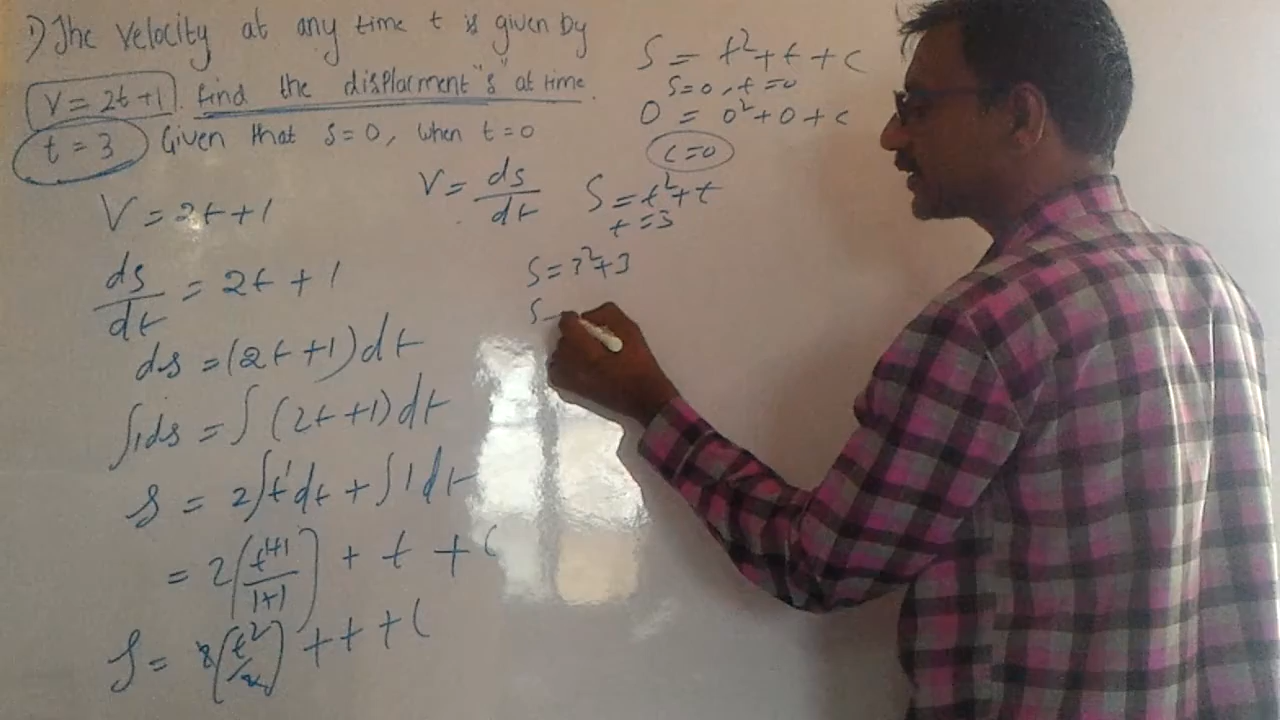 1) The velocity at any time t is given by
v = 2t+1. find the displacment "s" at time
t = 3 Given that s=0, when t=0
V = 2t+1
ds/dt = 2t + 1
ds = (2t+1)dt
∫1ds = ∫(2t+1)dt
s = 2∫t¹dt + ∫1dt
= 2(t¹⁺¹/1+1) + t + c
s = 2(t²/2) + t + c
V = ds/dt
S = t²+t+c
s=0, t=0
0 = 0²+0+c
c=0
S = t²+t
t=3
S = 3²+3
S =